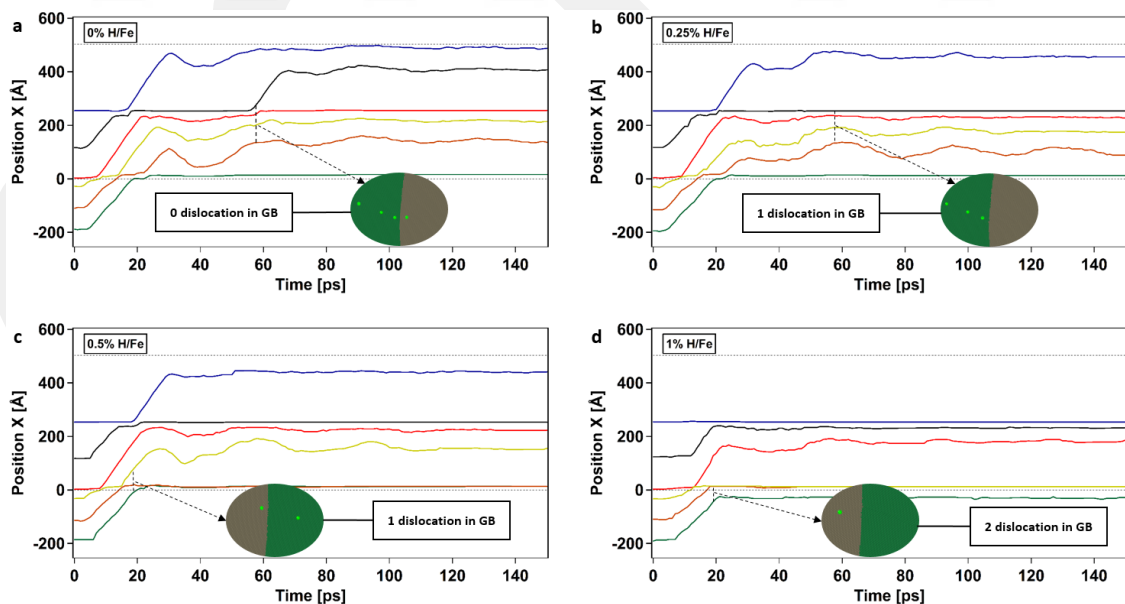 a
0% H/Fe
Position X [Å]
600
400
200
0
-200
0 dislocation in GB
0 20 40 60 80 100 120 140
Time [ps]
b
0.25% H/Fe
Position X [Å]
600
400
200
0
-200
1 dislocation in GB
0 20 40 60 80 100 120 140
Time [ps]
c
0.5% H/Fe
Position X [Å]
600
400
200
0
-200
1 dislocation in GB
0 20 40 60 80 100 120 140
Time [ps]
d
1% H/Fe
Position X [Å]
600
400
200
0
-200
2 dislocation in GB
0 20 40 60 80 100 120 140
Time [ps]